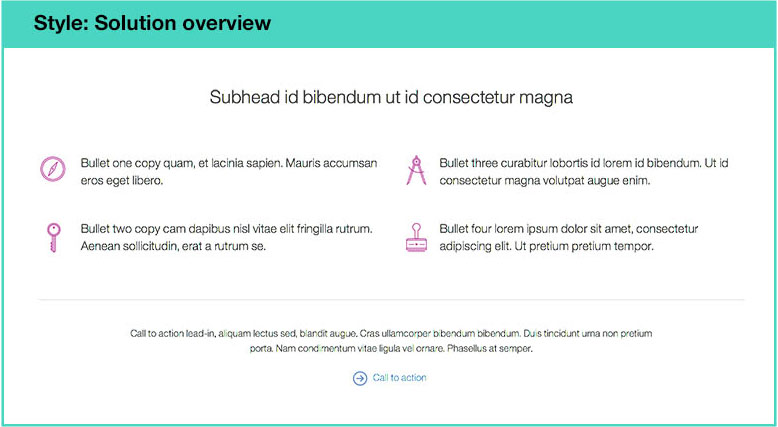 Style: Solution overview
Subhead id bibendum ut id consectetur magna
Bullet one copy quam, et lacinia sapien. Mauris accumsan
eros eget libero.
Bullet two copy cam dapibus nisl vitae elit fringilla rutrum.
Aenean sollicitudin, erat a rutrum se.
Bullet three curabitur lobortis id lorem id bibendum. Ut id
consectetur magna volutpat augue enim.
Bullet four lorem ipsum dolor sit amet, consectetur
adipiscing elit. Ut pretium pretium tempor.
Call to action lead-in, aliquam lectus sed, blandit augue. Cras ullamcorper bibendum bibendum. Duis tincidunt urna non pretium
porta. Nam condimentum vitae ligula vel ornare. Phasellus at semper.
Call to action